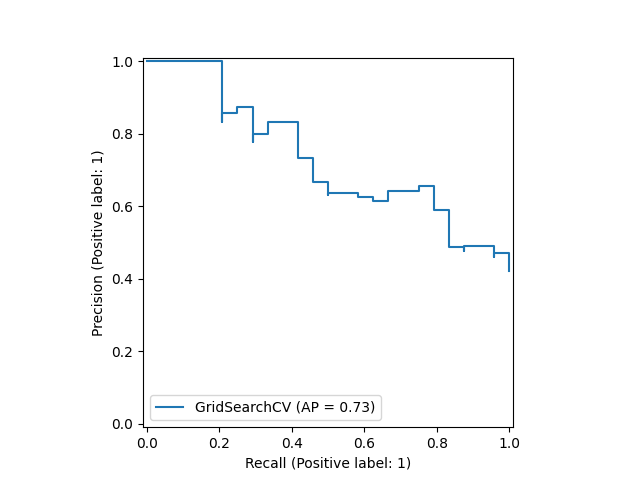 1.0
0.8
0.6
0.4
0.2
0.0
Precision (Positive label: 1)
GridSearchCV (AP = 0.73)
0.0 0.2 0.4 0.6 0.8 1.0
Recall (Positive label: 1)